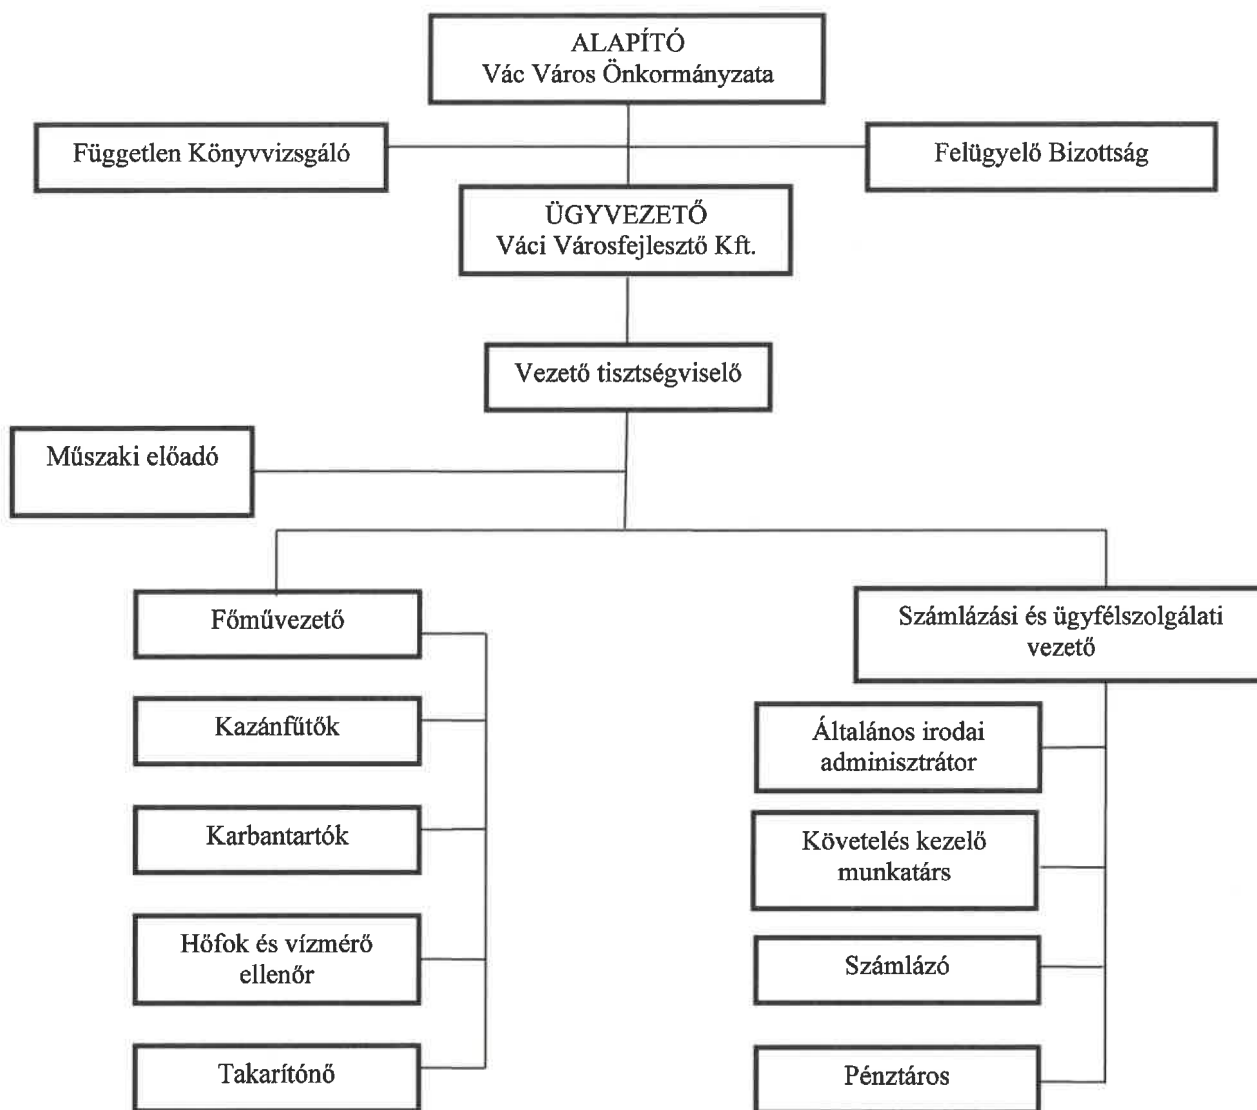 ALAPÍTÓ
Vác Város Önkormányzata
Független Könyvvizsgáló
Felügyelő Bizottság
ÜGYVEZETŐ
Váci Városfejlesztő Kft.
Vezető tisztségviselő
Műszaki előadó
Főművezető
Kazánfűtők
Karbantartók
Hőfok és vízmérő
ellenőr
Takarítónő
Számlázási és ügyfélszolgálati
vezető
Általános irodai
adminisztrátor
Követelés kezelő
munkatárs
Számlázó
Pénztáros